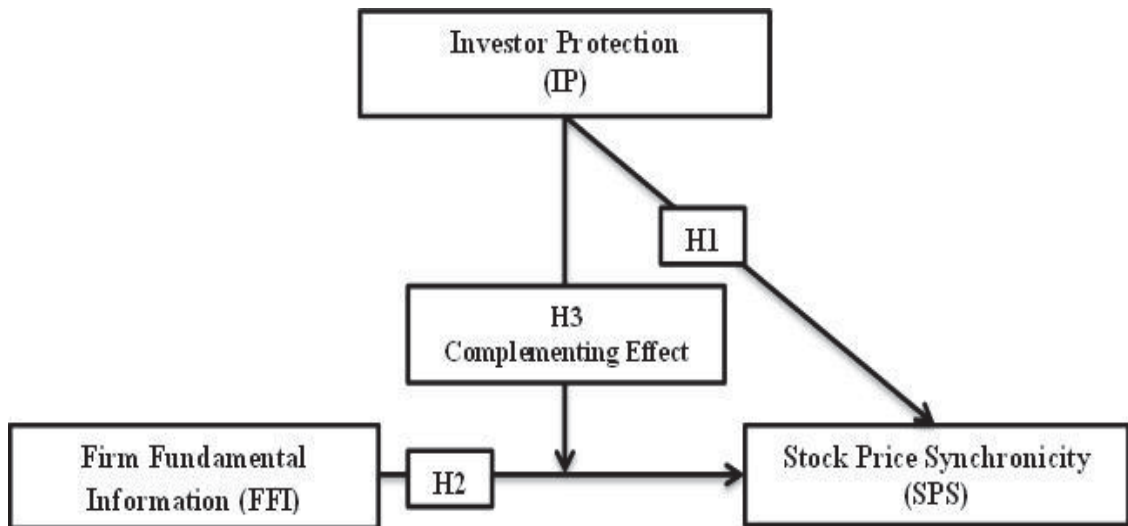 Investor Protection
(IP)
H1
H3
Complementing Effect
Firm Fundamental
Information (FFI)
H2
Stock Price Synchronicity
(SPS)